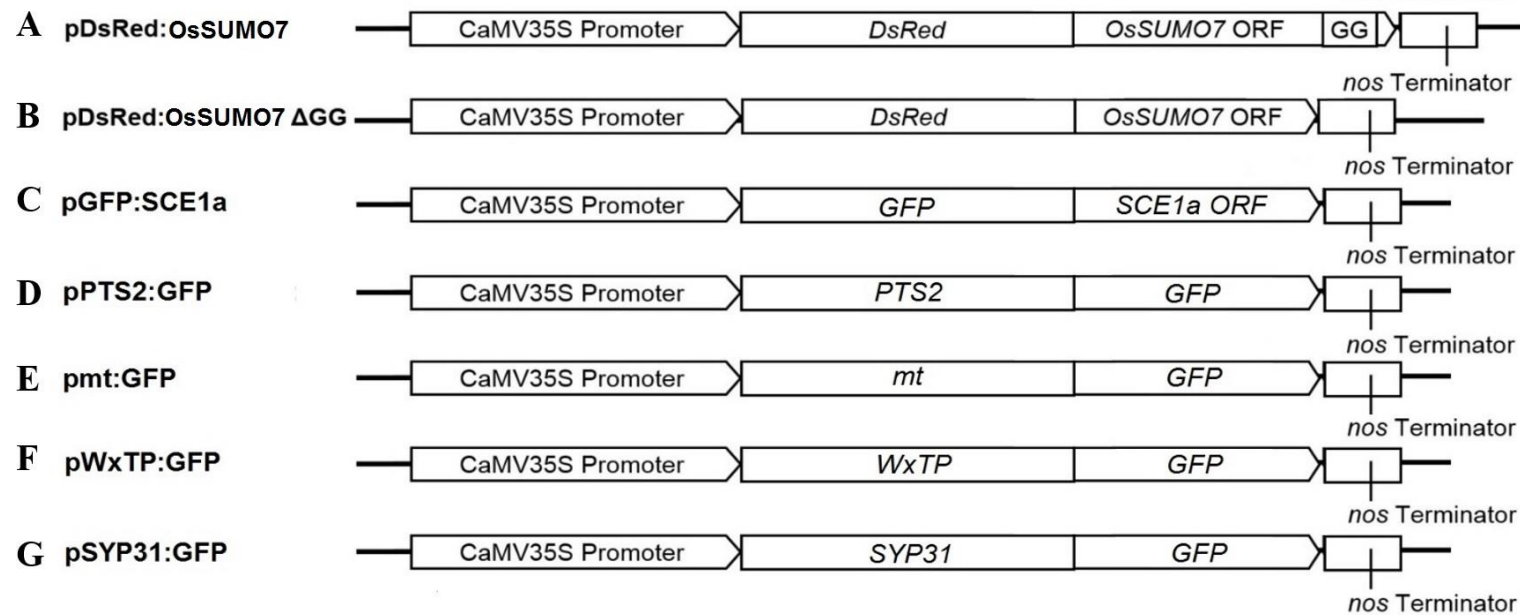 A pDsRed:OsSUMO7 CaMV35S Promoter DsRed OsSUMO7 ORF GG
nos Terminator
B pDsRed:OsSUMO7 ΔGG CaMV35S Promoter DsRed OsSUMO7 ORF
nos Terminator
C pGFP:SCE1a CaMV35S Promoter GFP SCE1a ORF
nos Terminator
D pPTS2:GFP CaMV35S Promoter PTS2 GFP
nos Terminator
E pmt:GFP CaMV35S Promoter mt GFP
nos Terminator
F pWxTP:GFP CaMV35S Promoter WxTP GFP
nos Terminator
G pSYP31:GFP CaMV35S Promoter SYP31 GFP
nos Terminator